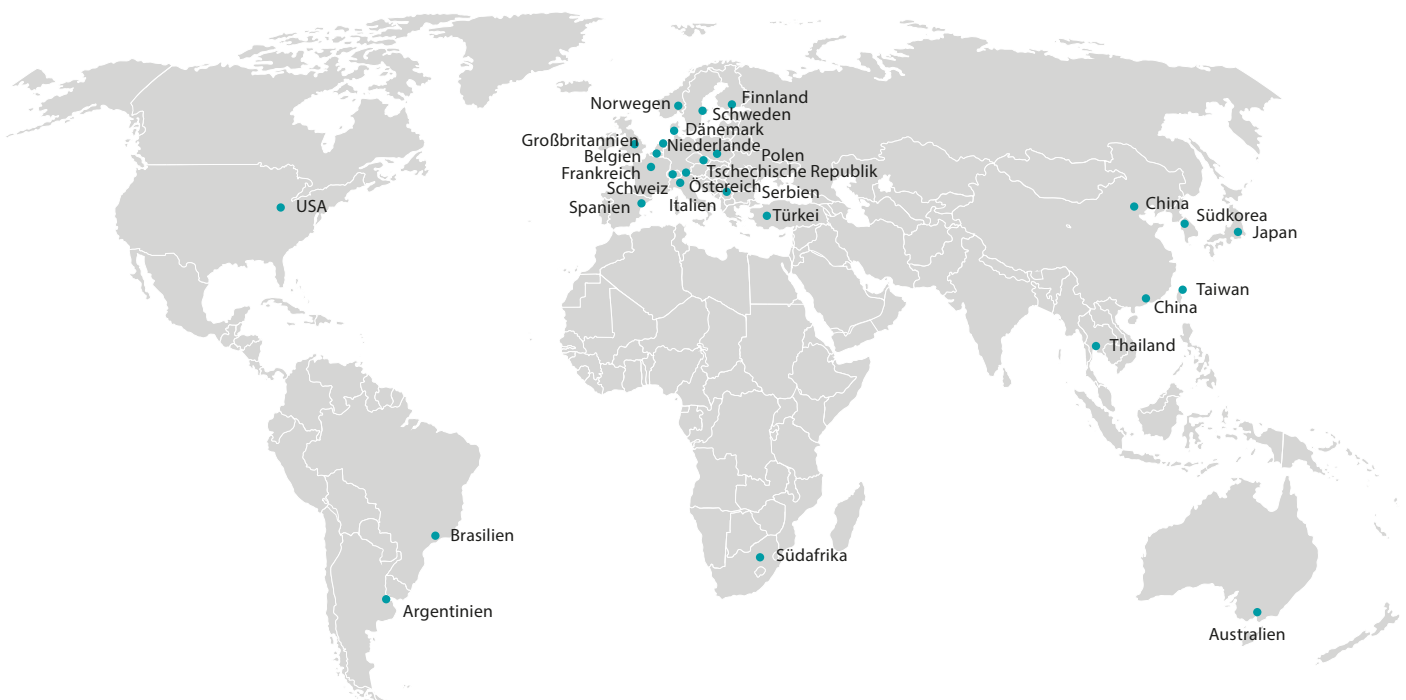 Norwegen
Finnland
Schweden
Dänemark
Großbritannien
Niederlande
Belgien
Polen
Frankreich
Tschechische Republik
Schweiz
Östereich
Serbien
Spanien
Italien
Türkei
USA
China
Südkorea
Japan
Taiwan
China
Thailand
Brasilien
Südafrika
Argentinien
Australien